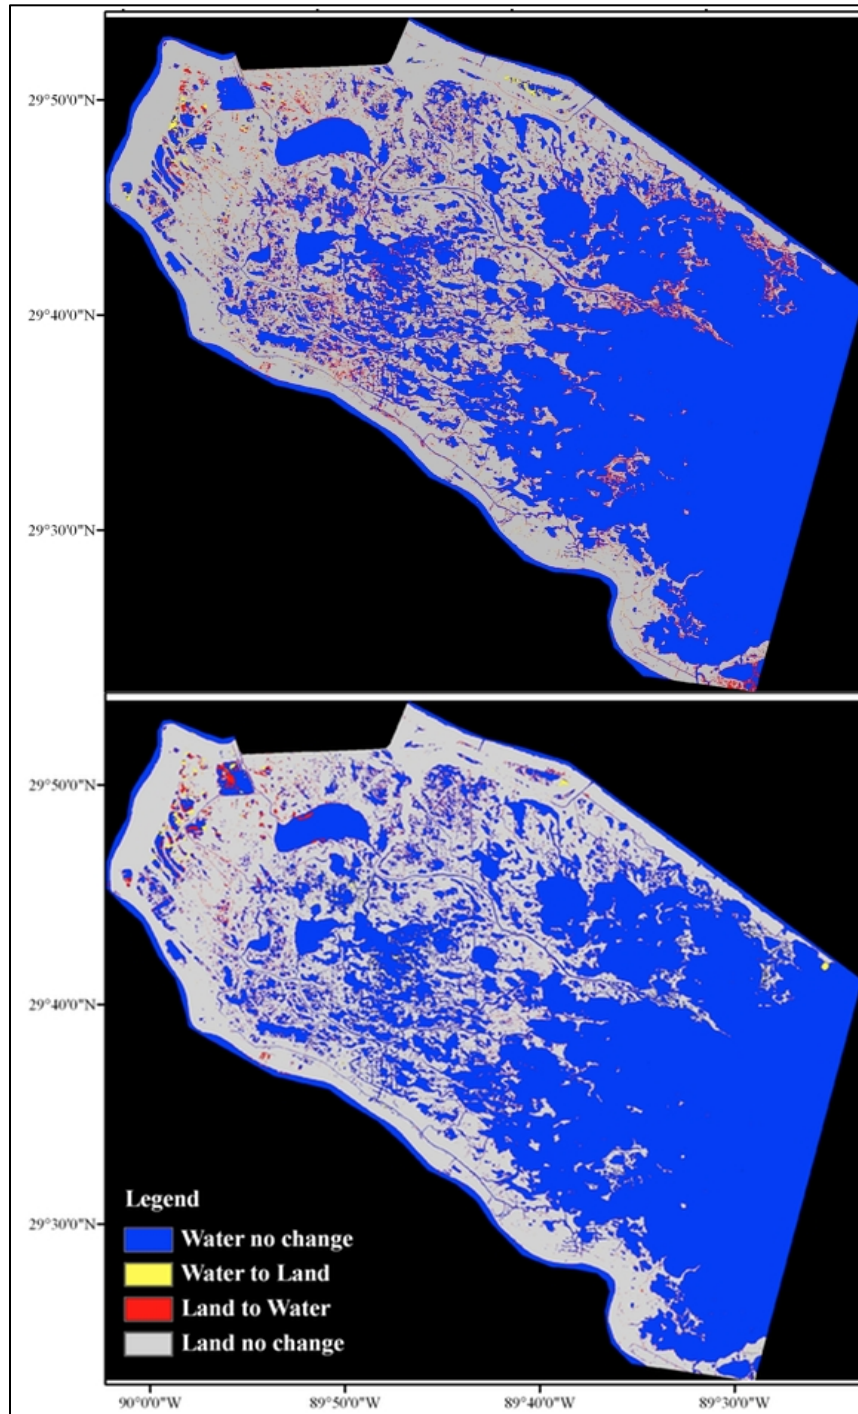 29°50'0"N
29°40'0"N
29°30'0"N
29°50'0"N
29°40'0"N
29°30'0"N
Legend
Water no change
Water to Land
Land to Water
Land no change
90°0'0"W 89°50'0"W 89°40'0"W 89°30'0"W